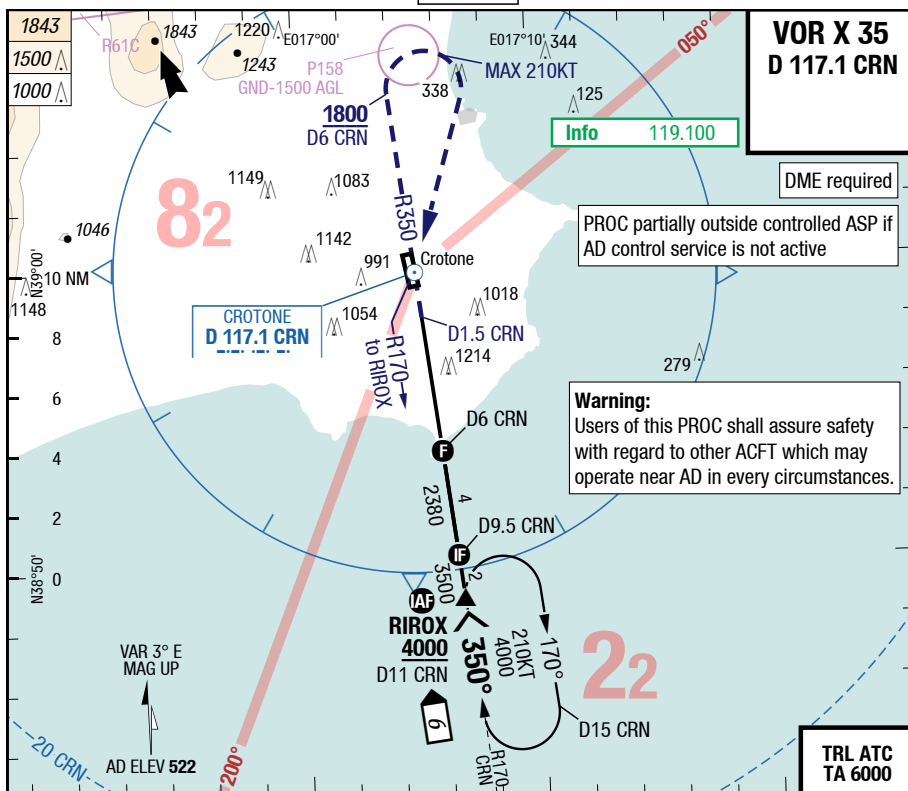 1843
1500
1000
R61C
1843
1220
1243
E017°00'
P158
GND-1500 AGL
1800
D6 CRN
338
MAX 210KT
E017°10'
344
125
050°
VOR X 35
D 117.1 CRN
Info 119.100
DME required
PROC partially outside controlled ASP if
AD control service is not active
82
1149
1083
R350
1046
1142
991
Crotone
N39°00'
10 NM
1148
CROTONE
D 117.1 CRN
1054
1018
D1.5 CRN
1214
R170
to RIROX
279
8
6
4
2
0
N38°50'
Warning:
Users of this PROC shall assure safety
with regard to other ACFT which may
operate near AD in every circumstances.
D6 CRN
F
2380
4
D9.5 CRN
IF
3500
2
IAF
RIROX
4000
D11 CRN
350°
210KT
4000
170°
22
D15 CRN
6
R170
CRN
VAR 3° E
MAG UP
AD ELEV 522
20 CRN
200°
TRL ATC
TA 6000